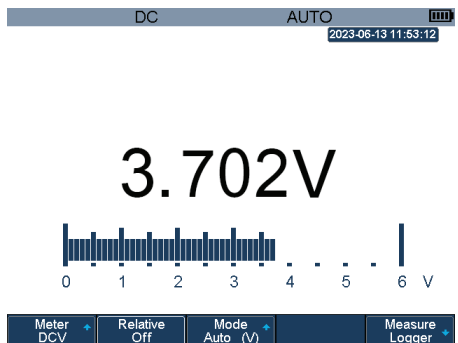 DC AUTO
2023-06-13 11:53:12
3.702V
0 1 2 3 4 5 6 V
Meter Relative Mode Measure
DCV Off Auto (V) Logger